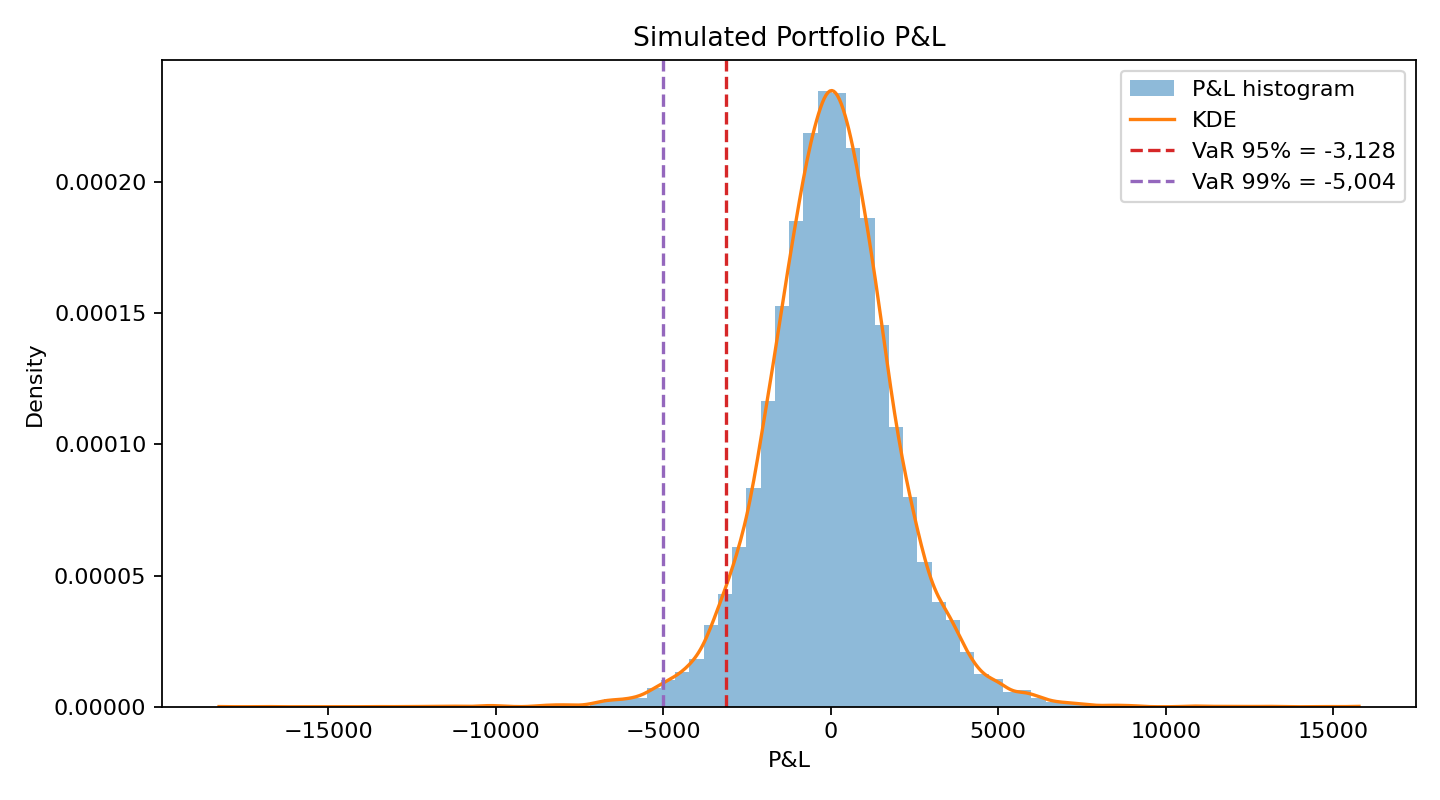 Simulated Portfolio P&L
P&L histogram
KDE
VaR 95% = -3,128
VaR 99% = -5,004
Density
0.00020
0.00015
0.00010
0.00005
0.00000
−15000
−10000
−5000
0
5000
10000
15000
P&L